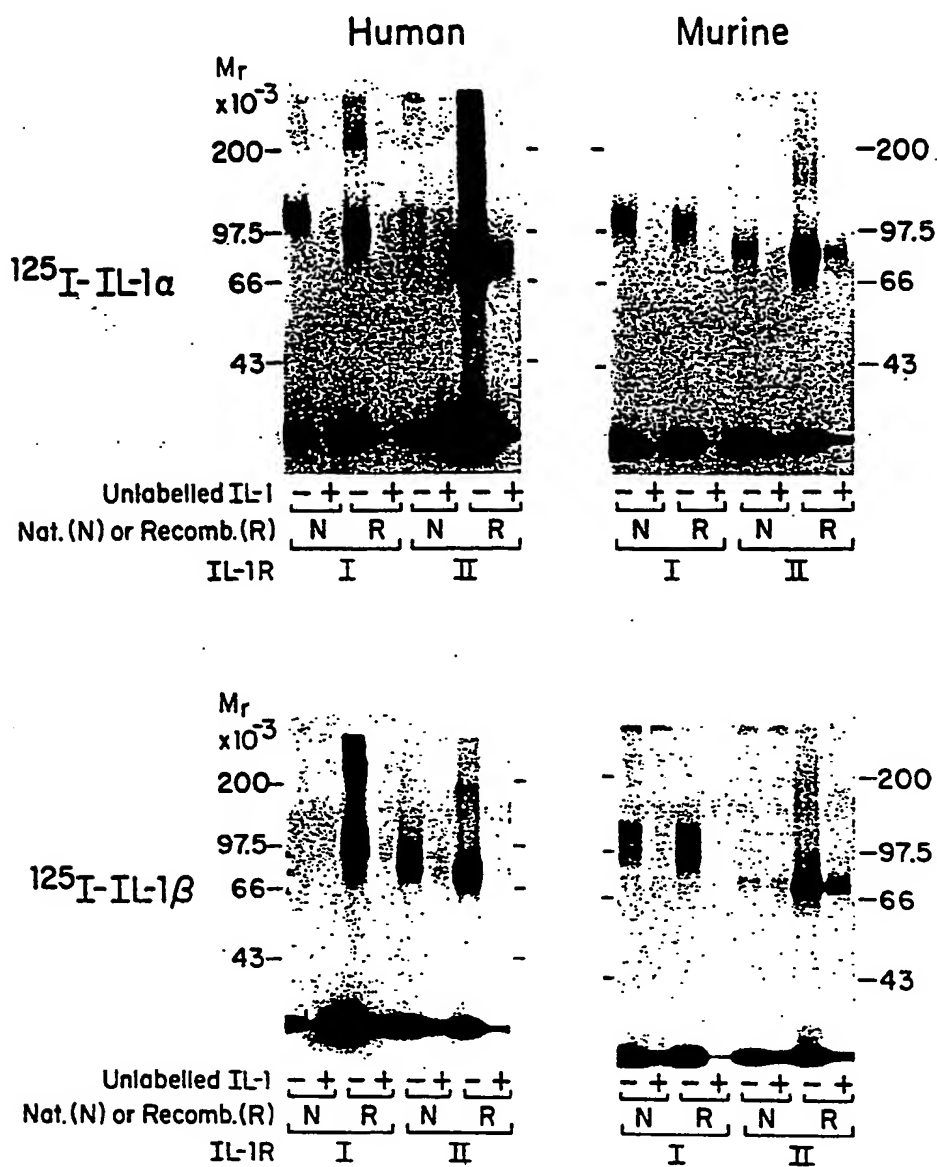 Human Murine
Mr
x10⁻³
200– –200
97.5– –97.5
¹²⁵I-IL-1α
66– –66
43– –43
Unlabelled IL-1 – + – + – + – + – + – + – + – +
Nat.(N) or Recomb.(R) N R N R N R N R
IL-1R I II I II
Mr
x10⁻³
200– –200
97.5– –97.5
¹²⁵I-IL-1β
66– –66
43– –43
Unlabelled IL-1 – + – + – + – + – + – + – + – +
Nat.(N) or Recomb.(R) N R N R N R N R
IL-1R I II I II